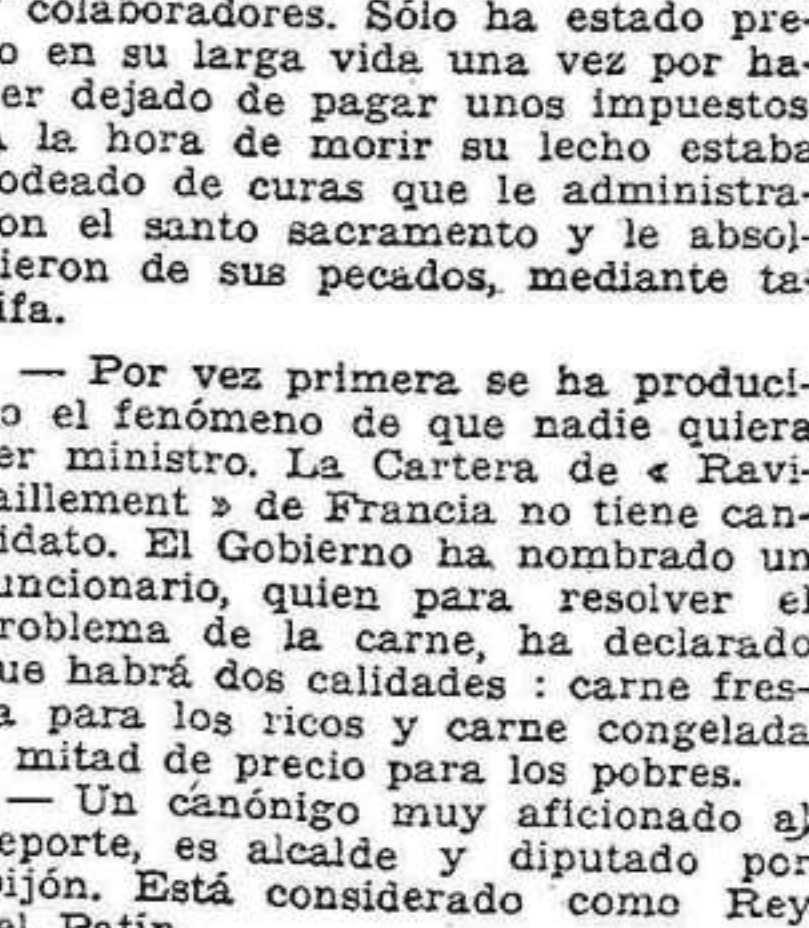 colaboradores. Sólo ha estado pre-
o en su larga vida una vez por ha-
er dejado de pagar unos impuestos
la hora de morir su lecho estaba
odeado de curas que le administra-
on el santo sacramento y le absol-
ieron de sus pecados, mediante ta-
ifa.
— Por vez primera se ha produci-
o el fenómeno de que nadie quiera
er ministro. La Cartera de « Ravi-
aillement » de Francia no tiene can-
idato. El Gobierno ha nombrado un
uncionario, quien para resolver el
roblema de la carne, ha declarado
ue habrá dos calidades : carne fres-
a para los ricos y carne congelada
mitad de precio para los pobres.
— Un canónigo muy aficionado al
eporte, es alcalde y diputado por
ijón. Está considerado como Rey
el Patín